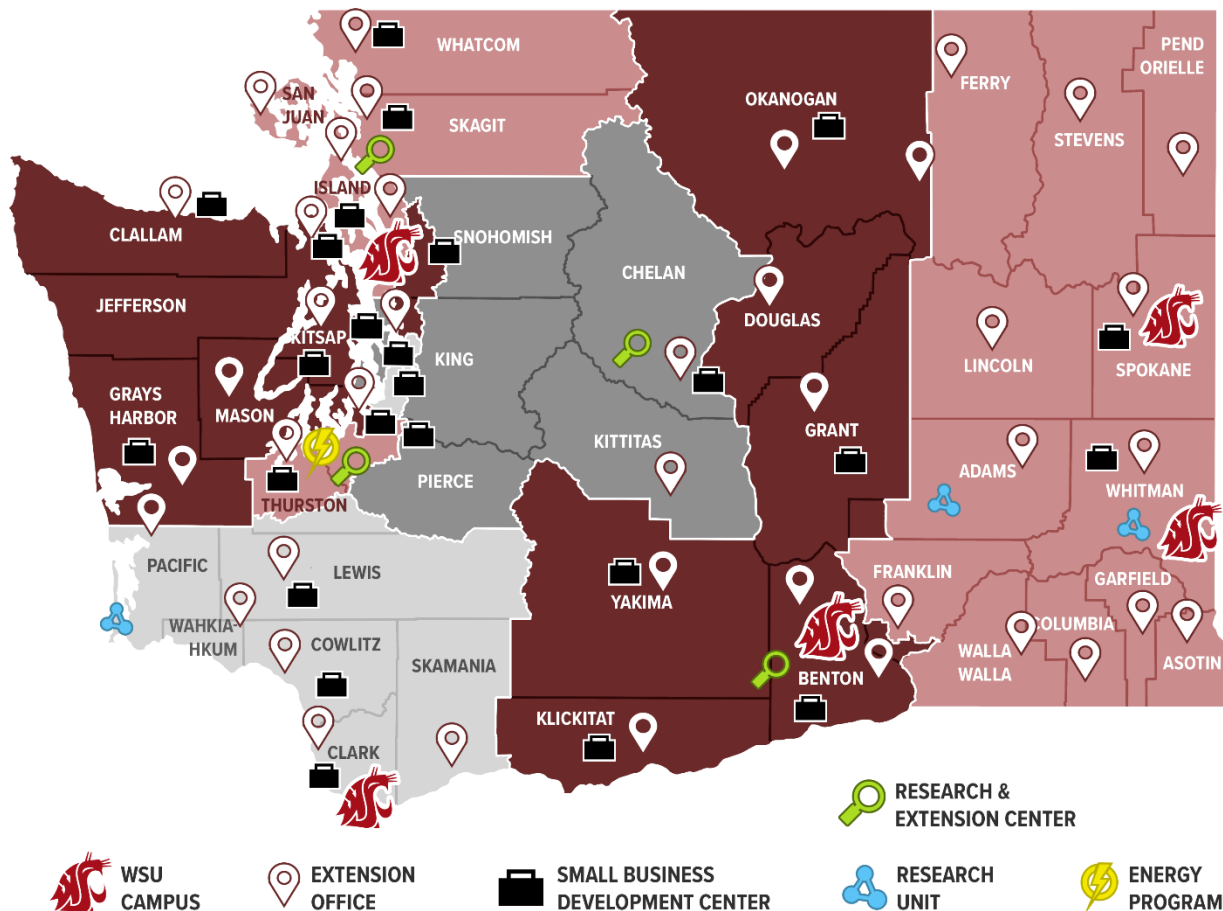 WHATCOM
PEND
ORIELLE
FERRY
SAN
JUAN
OKANOGAN
SKAGIT
STEVENS
ISLAND
CLALLAM
SNOHOMISH
CHELAN
JEFFERSON
DOUGLAS
KITSAP
KING
LINCOLN
SPOKANE
GRAYS
HARBOR
MASON
GRANT
KITTITAS
ADAMS
PIERCE
WHITMAN
THURSTON
PACIFIC
LEWIS
FRANKLIN
GARFIELD
YAKIMA
WAHKIA-
HKUM
COWLITZ
COLUMBIA
SKAMANIA
WALLA
WALLA
ASOTIN
BENTON
KLICKITAT
CLARK
RESEARCH &
EXTENSION CENTER
WSU
CAMPUS
EXTENSION
OFFICE
SMALL BUSINESS
DEVELOPMENT CENTER
RESEARCH
UNIT
ENERGY
PROGRAM